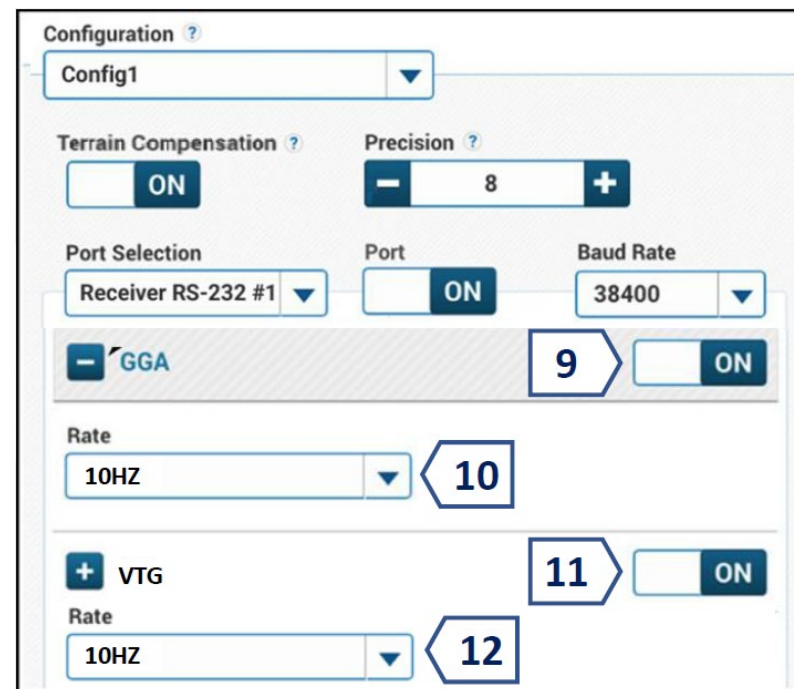 Configuration ?
Config1
Terrain Compensation ? Precision ?
ON - 8 +
Port Selection Port Baud Rate
Receiver RS-232 #1 ON 38400
- GGA 9 ON
Rate
10HZ 10
+ VTG 11 ON
Rate
10HZ 12